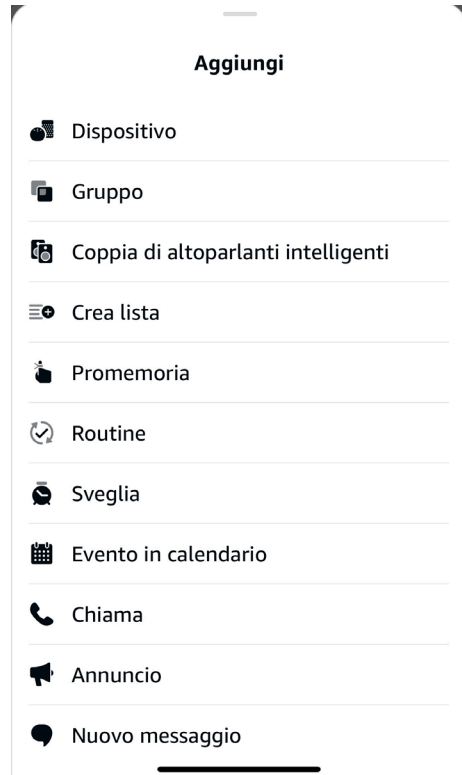 Aggiungi
Dispositivo
Gruppo
Coppia di altoparlanti intelligenti
Crea lista
Promemoria
Routine
Sveglia
Evento in calendario
Chiama
Annuncio
Nuovo messaggio